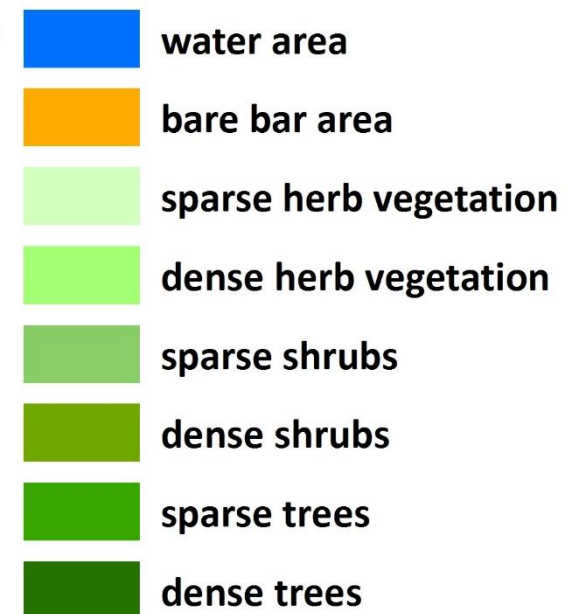 water area
bare bar area
sparse herb vegetation
dense herb vegetation
sparse shrubs
dense shrubs
sparse trees
dense trees